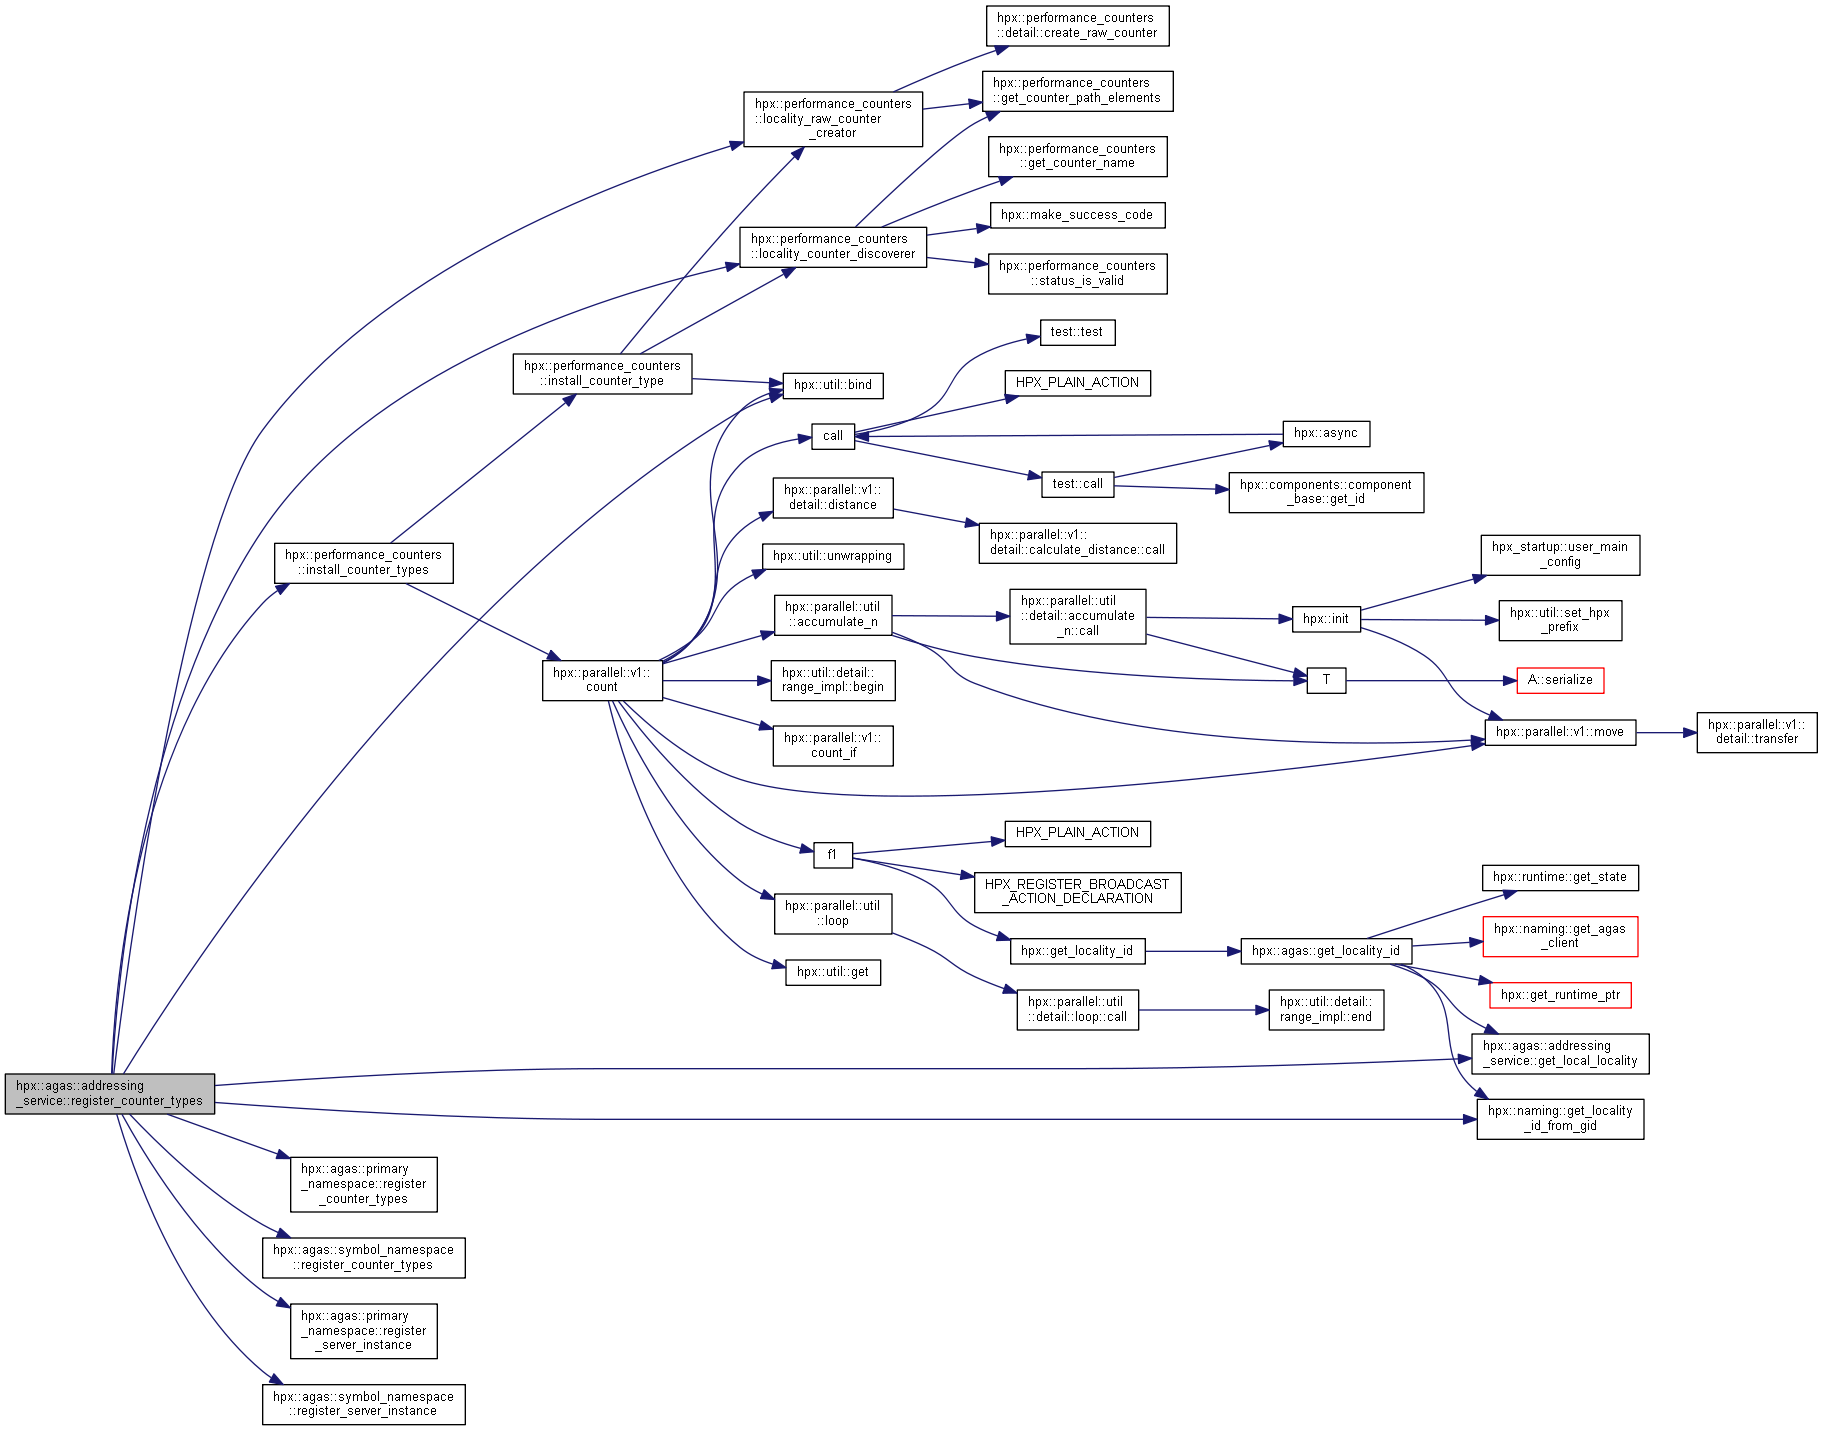 hpx::performance_counters
::detail::create_raw_counter
hpx::performance_counters
::get_counter_path_elements
hpx::performance_counters
::locality_raw_counter
_creator
hpx::performance_counters
::get_counter_name
hpx::make_success_code
hpx::performance_counters
::locality_counter_discoverer
hpx::performance_counters
::status_is_valid
test::test
hpx::performance_counters
::install_counter_type
hpx::util::bind
HPX_PLAIN_ACTION
call
hpx::async
test::call
hpx::components::component
_base::get_id
hpx::parallel::v1::
detail::distance
hpx::parallel::v1::
detail::calculate_distance::call
hpx::performance_counters
::install_counter_types
hpx::util::unwrapping
hpx_startup::user_main
_config
hpx::parallel::util
::accumulate_n
hpx::parallel::util
::detail::accumulate
_n::call
hpx::init
hpx::util::set_hpx
_prefix
hpx::parallel::v1::
count
hpx::util::detail::
range_impl::begin
T
A::serialize
hpx::parallel::v1::
count_if
hpx::parallel::v1::move
hpx::parallel::v1::
detail::transfer
f1
HPX_PLAIN_ACTION
HPX_REGISTER_BROADCAST
_ACTION_DECLARATION
hpx::runtime::get_state
hpx::parallel::util
::loop
hpx::get_locality_id
hpx::agas::get_locality_id
hpx::naming::get_agas
_client
hpx::util::get
hpx::get_runtime_ptr
hpx::parallel::util
::detail::loop::call
hpx::util::detail::
range_impl::end
hpx::agas::addressing
_service::get_local_locality
hpx::agas::addressing
_service::register_counter_types
hpx::naming::get_locality
_id_from_gid
hpx::agas::primary
_namespace::register
_counter_types
hpx::agas::symbol_namespace
::register_counter_types
hpx::agas::primary
_namespace::register
_server_instance
hpx::agas::symbol_namespace
::register_server_instance